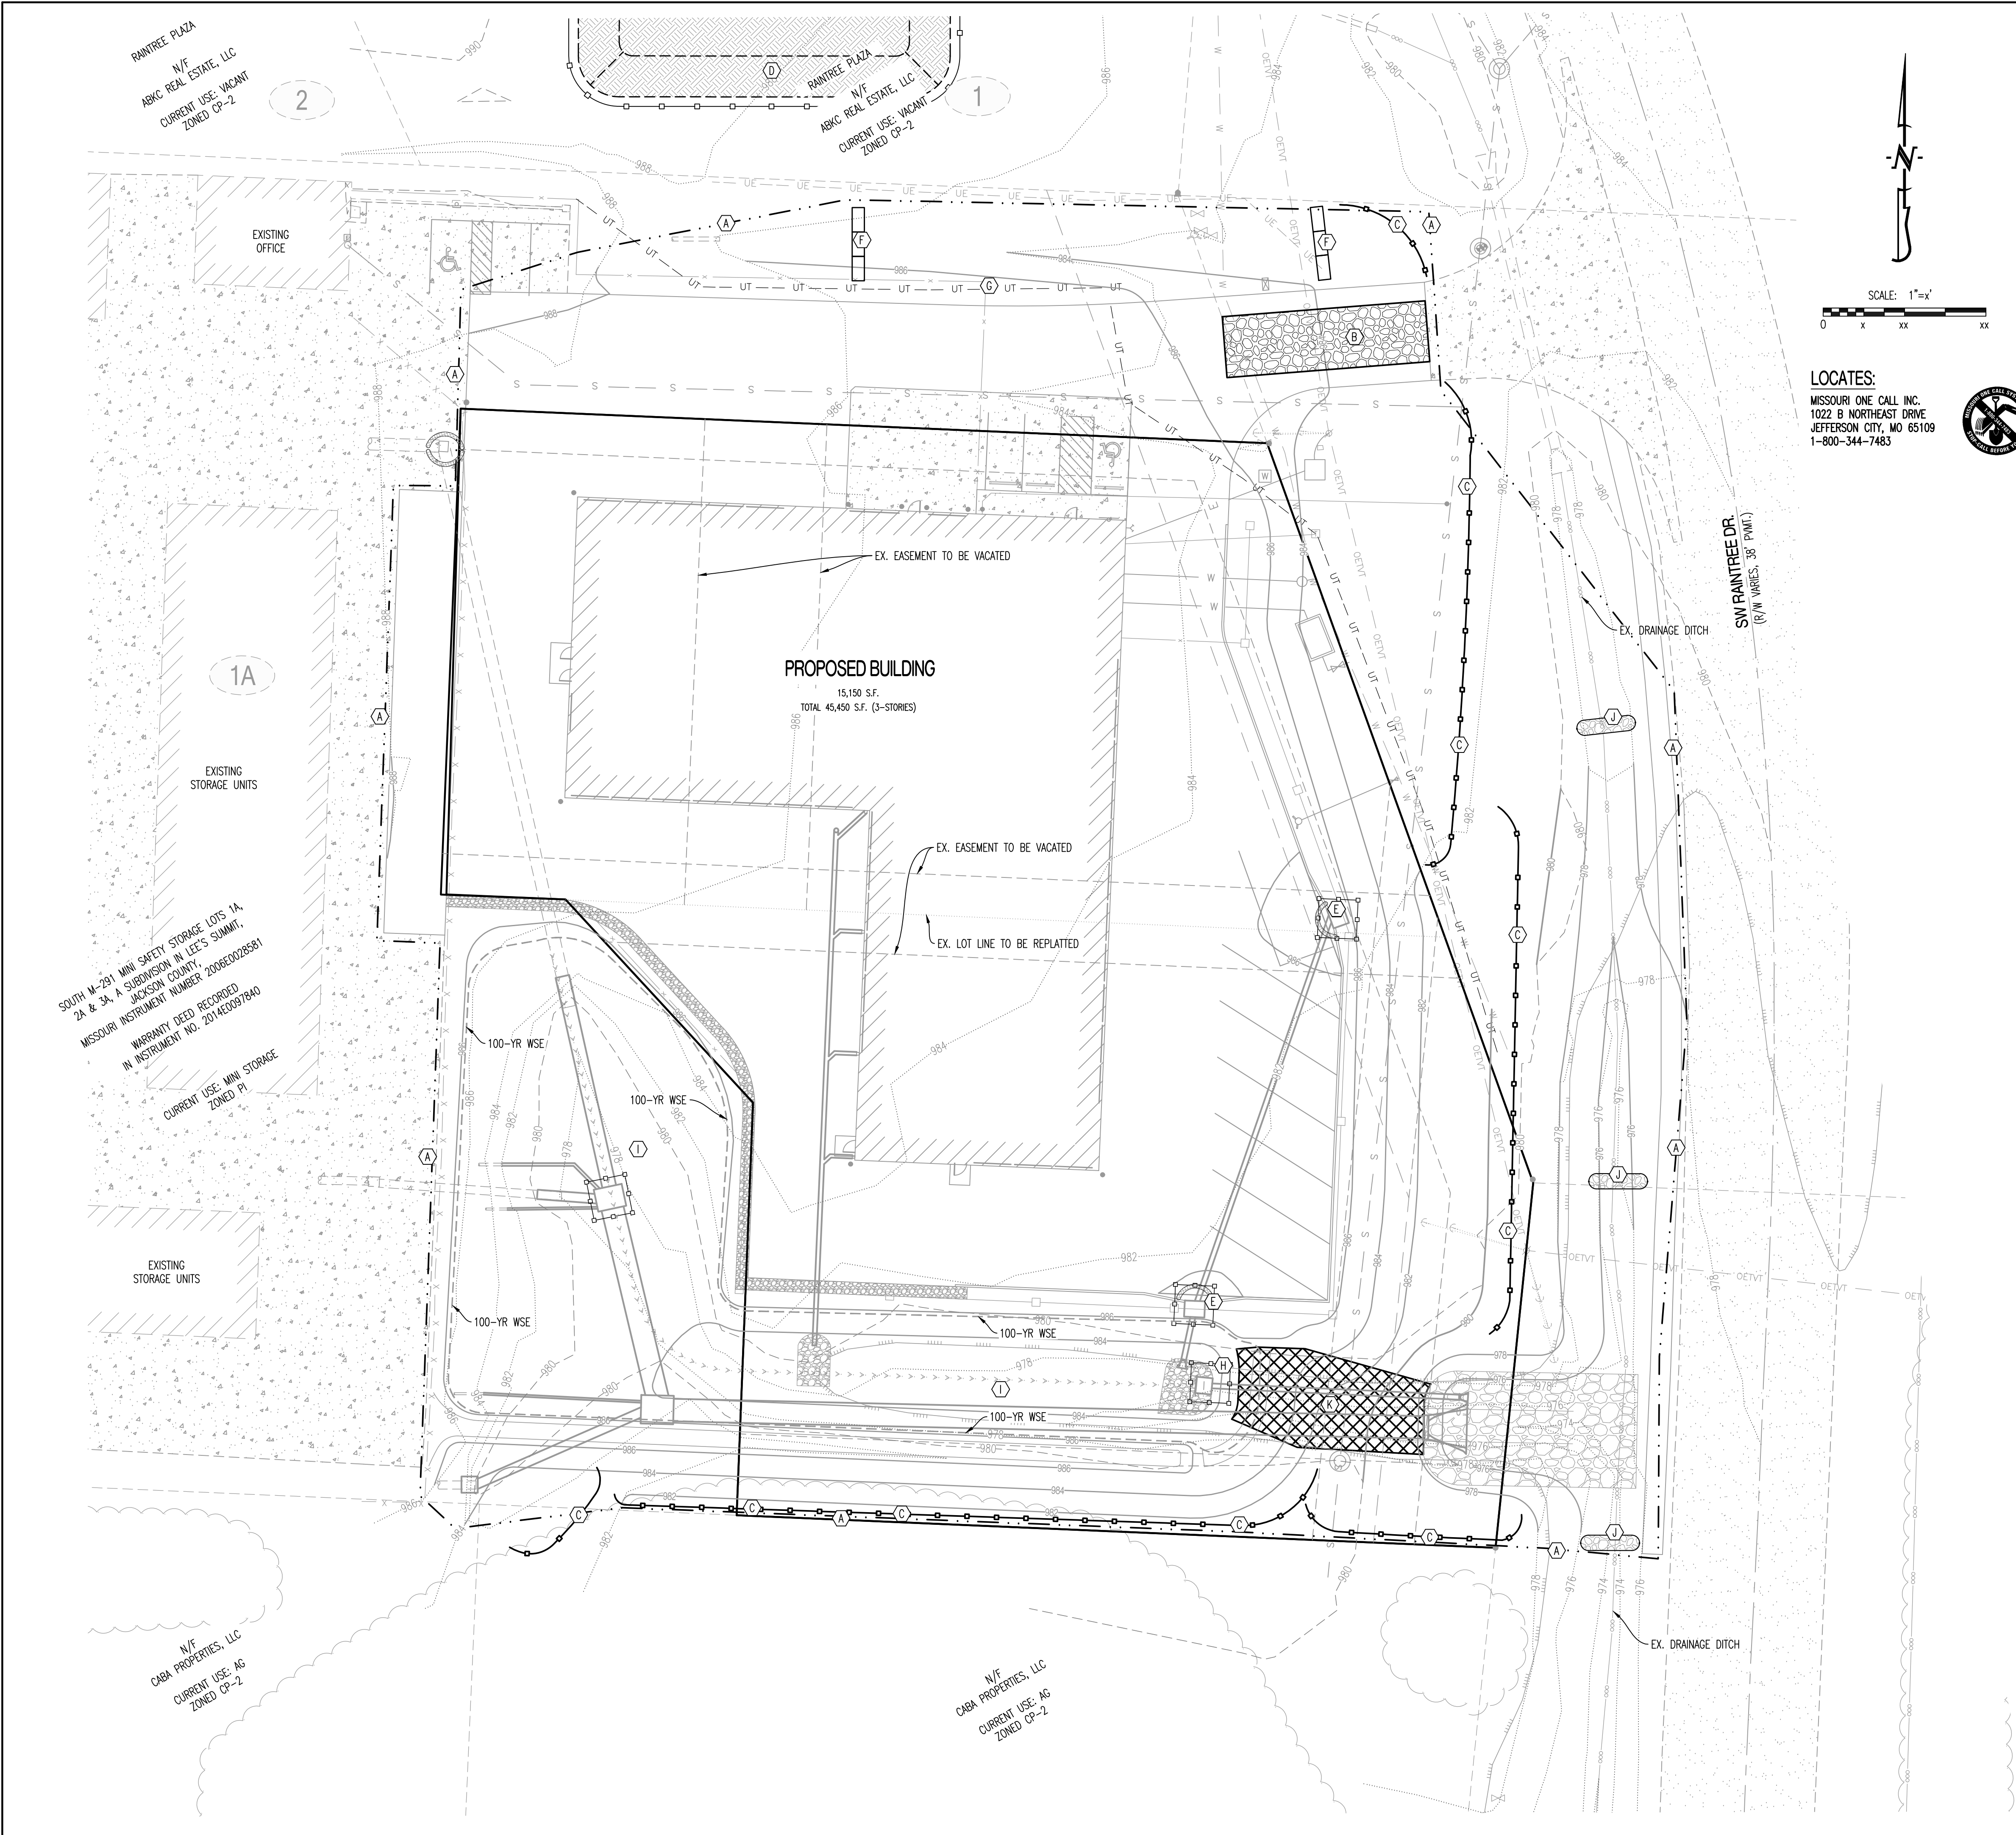 RAINTREE PLAZA
N/F
ABKC REAL ESTATE, LLC
CURRENT USE: VACANT
ZONED CP-2
2
990
D
RAINTREE PLAZA
N/F
ABKC REAL ESTATE, LLC
CURRENT USE: VACANT
ZONED CP-2
1
N
SCALE: 1"=x'
0 x xx xx
LOCATES:
MISSOURI ONE CALL INC.
1022 B NORTHEAST DRIVE
JEFFERSON CITY, MO 65109
1-800-344-7483
EXISTING
OFFICE
A
F
F
C
A
G
B
A
C
EX. EASEMENT TO BE VACATED
SW RAINTREE DR.
(R/W VARIES, 38' PVMT.)
EX. DRAINAGE DITCH
1A
PROPOSED BUILDING
15,150 S.F.
TOTAL 45,450 S.F. (3-STORIES)
A
J
C
A
EXISTING
STORAGE UNITS
EX. EASEMENT TO BE VACATED
E
C
EX. LOT LINE TO BE REPLATTED
SOUTH M-291 MINI SAFETY STORAGE LOTS 1A,
2A & 3A, A SUBDIVISION IN LEE'S SUMMIT,
JACKSON COUNTY,
MISSOURI INSTRUMENT NUMBER 2006E0028581
WARRANTY DEED RECORDED
IN INSTRUMENT NO. 2014E0097840
CURRENT USE: MINI STORAGE
ZONED PI
100-YR WSE
100-YR WSE
A
I
A
J
C
EXISTING
STORAGE UNITS
100-YR WSE
E
100-YR WSE
H
I
K
100-YR WSE
C
C
A
C
C
C
A
J
EX. DRAINAGE DITCH
N/F
CABA PROPERTIES, LLC
CURRENT USE: AG
ZONED CP-2
N/F
CABA PROPERTIES, LLC
CURRENT USE: AG
ZONED CP-2